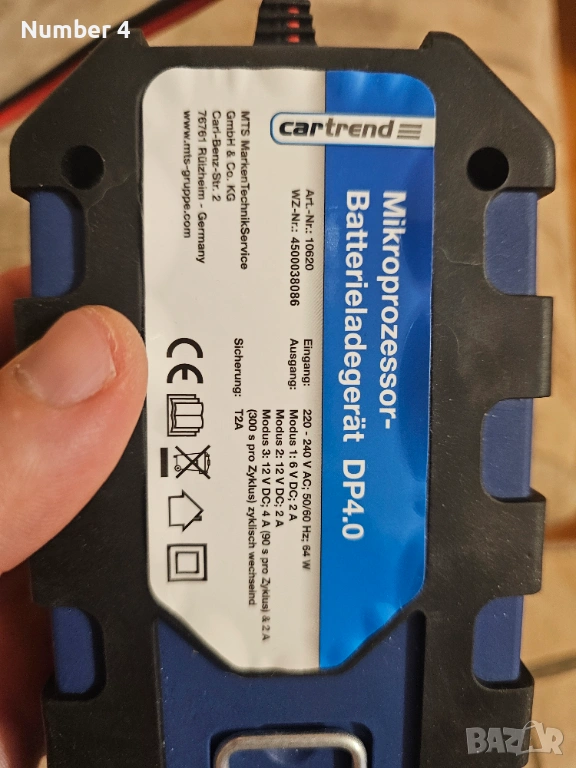 Number 4
cartrend
Mikroprozessor-
Batterieladegerät DP4.0
Art.-Nr.: 10620
WZ-Nr.: 4500038086
MTS MarkenTechnikService
GmbH & Co. KG
Carl-Benz-Str. 2
76761 Rülzheim - Germany
www.mts-gruppe.com
Eingang: 220 - 240 V AC; 50/60 Hz; 64 W
Ausgang: Modus 1: 6 V DC; 2 A
Modus 2: 12 V DC; 2 A
Modus 3: 12 V DC; 4 A (90 s pro Zyklus) & 2 A
(300 s pro Zyklus) zyklisch wechselnd
Sicherung: T2A
CE
BAZAR